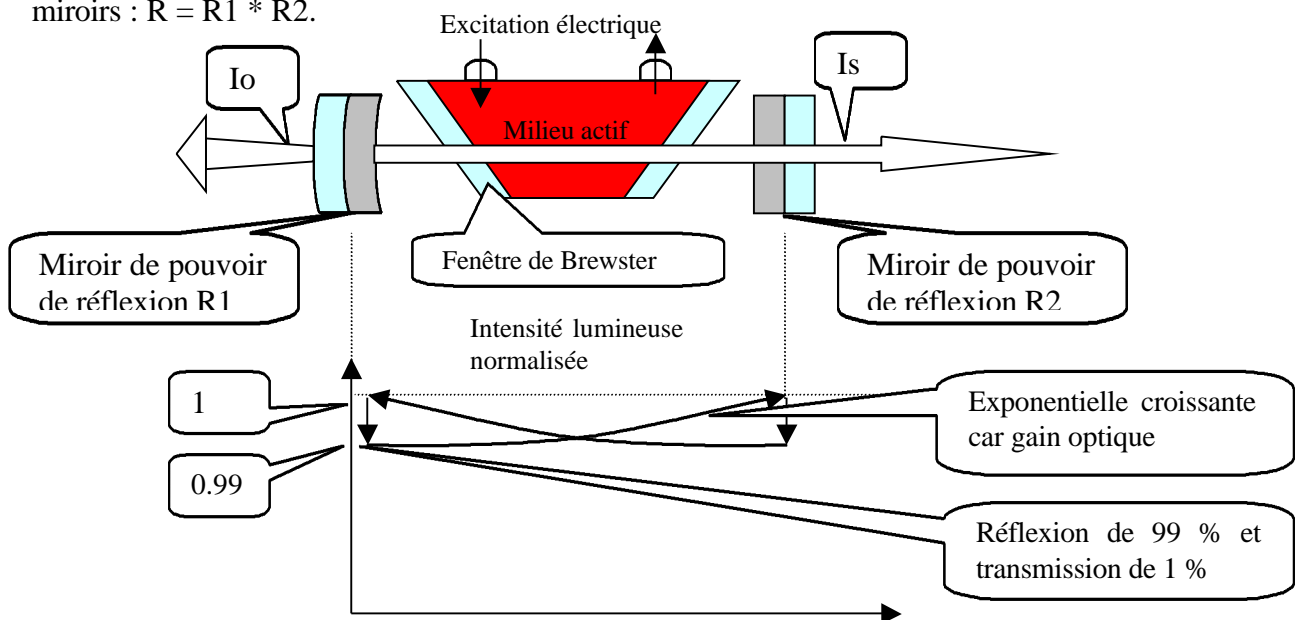 miroirs : R = R1 * R2.
Excitation électrique
Io
Is
Milieu actif
Miroir de pouvoir
de réflexion R1
Fenêtre de Brewster
Miroir de pouvoir
de réflexion R2
Intensité lumineuse
normalisée
1
Exponentielle croissante
car gain optique
0.99
Réflexion de 99 % et
transmission de 1 %